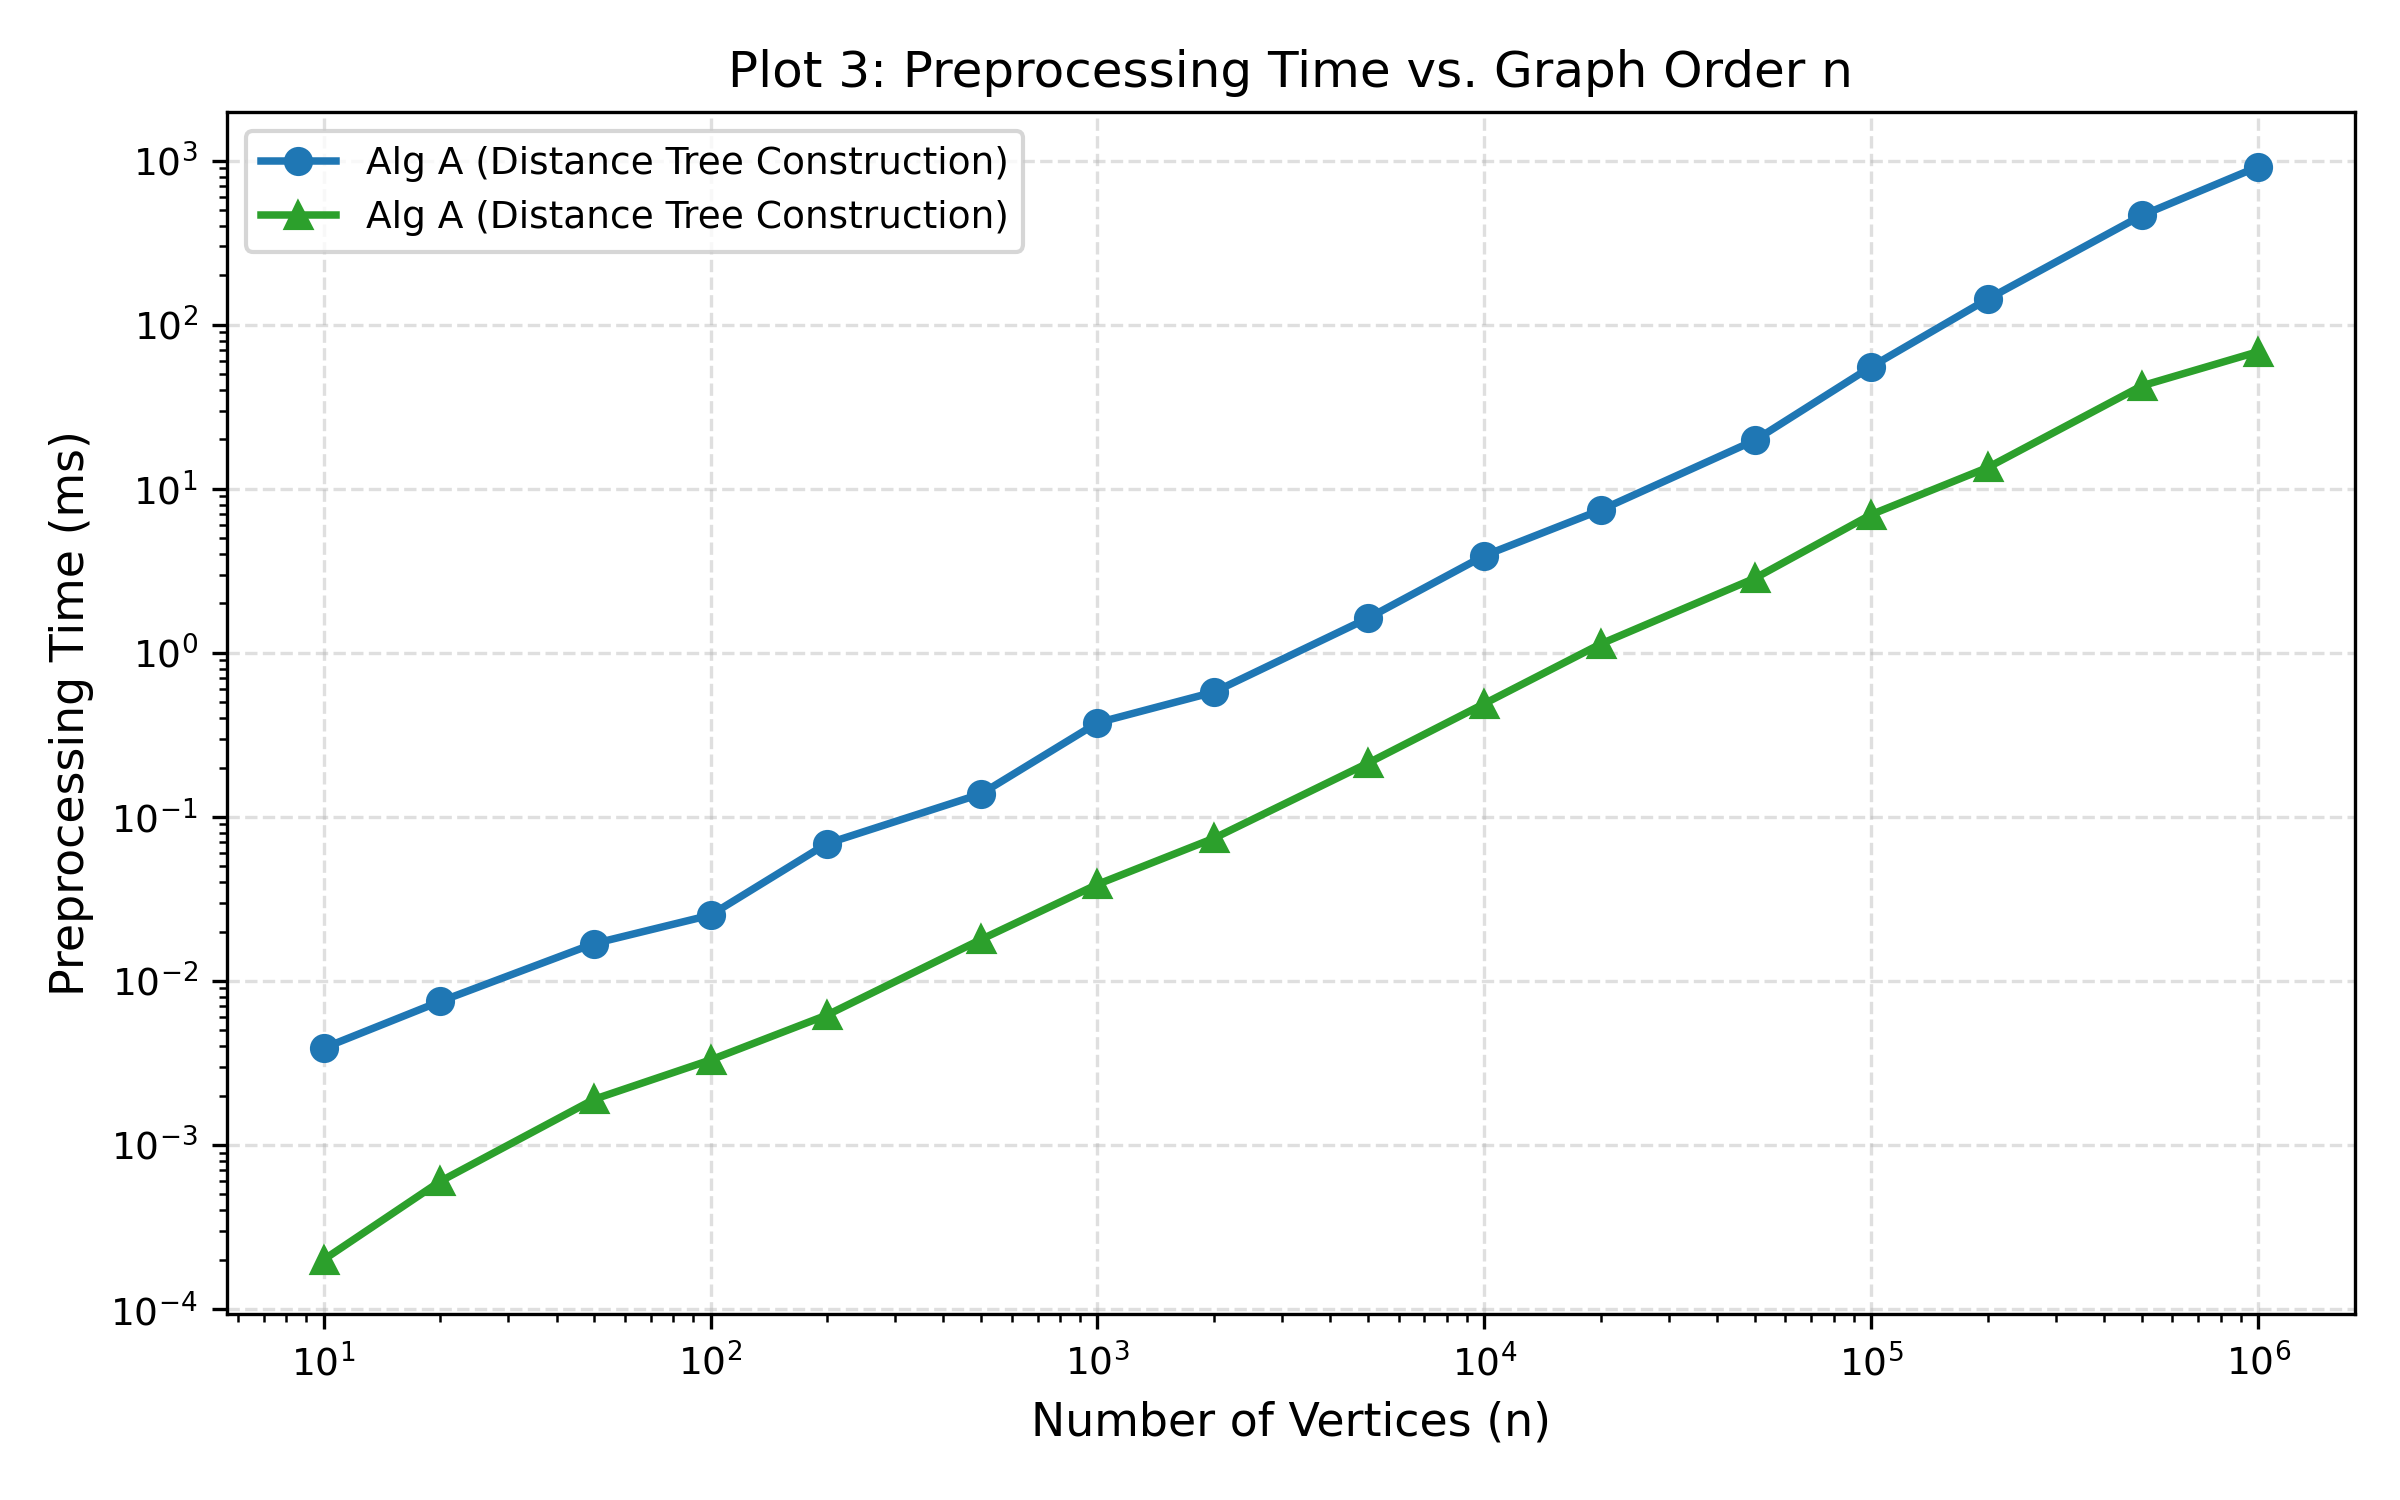 Plot 3: Preprocessing Time vs. Graph Order n
Alg A (Distance Tree Construction)
Alg A (Distance Tree Construction)
Preprocessing Time (ms)
10³
10²
10¹
10⁰
10⁻¹
10⁻²
10⁻³
10⁻⁴
10¹ 10² 10³ 10⁴ 10⁵ 10⁶
Number of Vertices (n)